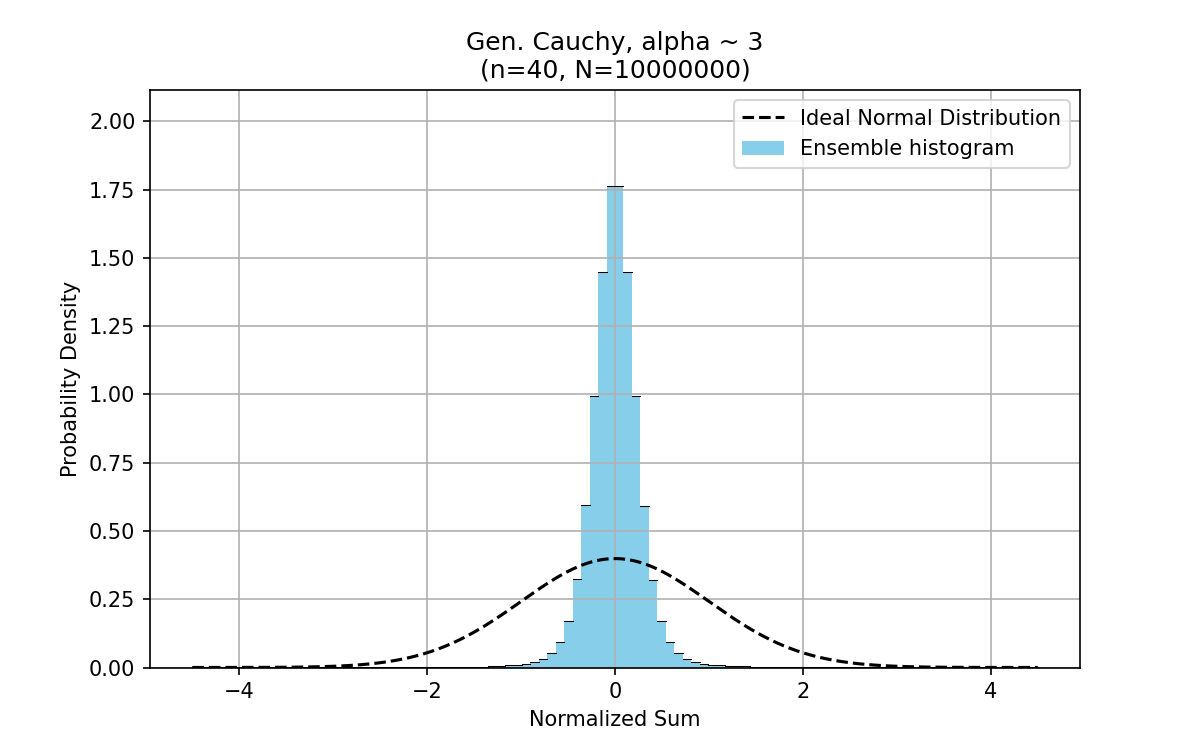 Gen. Cauchy, alpha ~ 3
(n=40, N=10000000)
Ideal Normal Distribution
Ensemble histogram
Probability Density
2.00
1.75
1.50
1.25
1.00
0.75
0.50
0.25
0.00
−4
−2
0
2
4
Normalized Sum